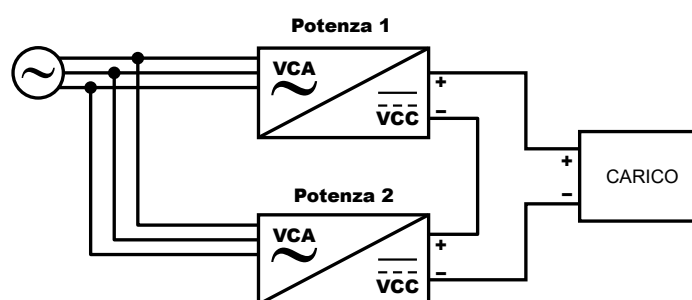 Potenza 1
VCA
+
VCC
−
+
CARICO
−
Potenza 2
VCA
+
VCC
−